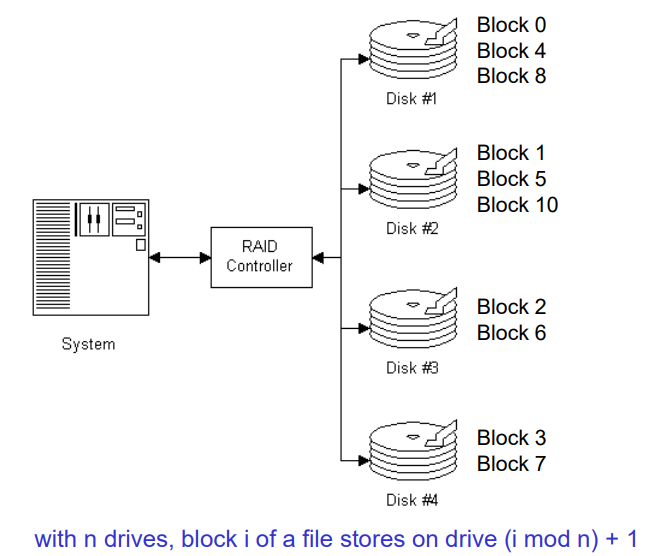 Block 0
Block 4
Block 8
Disk #1
Block 1
Block 5
Block 10
Disk #2
RAID
Controller
System
Block 2
Block 6
Disk #3
Block 3
Block 7
Disk #4
with n drives, block i of a file stores on drive (i mod n) + 1